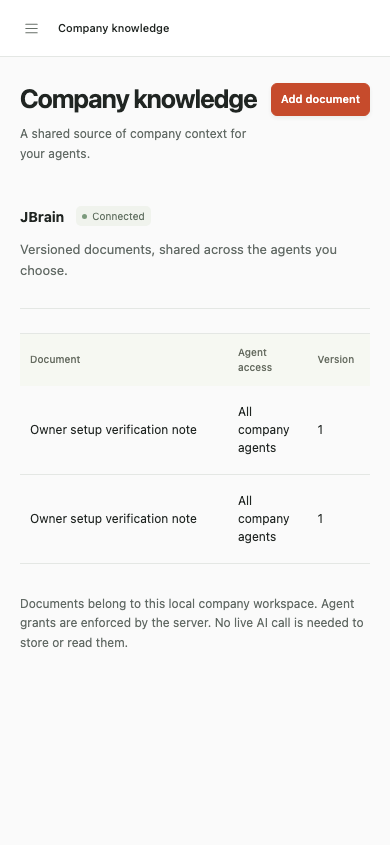 Company knowledge
Company knowledge
Add document
A shared source of company context for
your agents.
JBrain
Connected
Versioned documents, shared across the agents you
choose.
Document
Agent
access
Version
Owner setup verification note
All
company
agents
1
Owner setup verification note
All
company
agents
1
Documents belong to this local company workspace. Agent
grants are enforced by the server. No live AI call is needed to
store or read them.